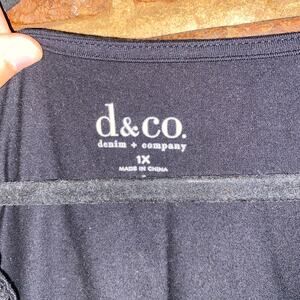 d&co.
denim + company
1X
MADE IN CHINA